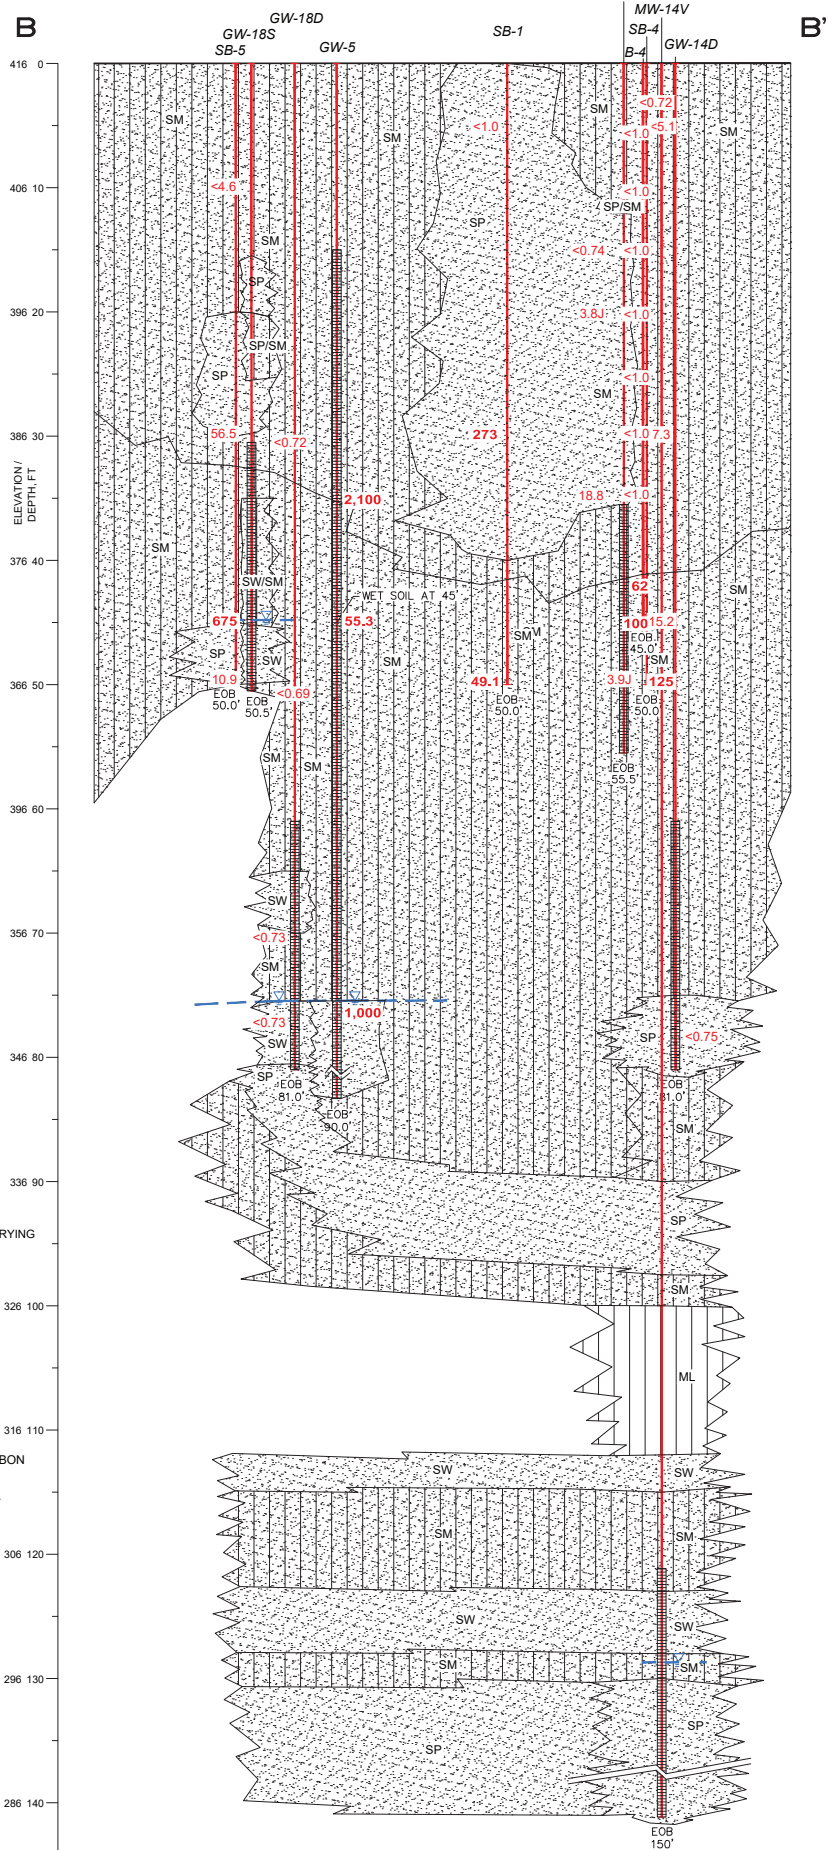 B
B'
MW-14V
GW-18D
SB-4
GW-18S
SB-1
SB-5
GW-5
B-4
GW-14D
416 0
<0.72
SM
<1.0
<1.0
<5.1
SM
SM
SM
406 10
<4.6
<1.0
SP/SM
SP
SM
<0.74
<1.0
SP
396 20
3.8J
<1.0
SP/SM
SP
<1.0
SM
386 30
56.5
<0.72
273
<1.0
7.3
ELEVATION /
DEPTH, FT
2,100
18.8
<1.0
376 40
SM
SW/SM
62
SM
WET SOIL AT 45'
675
55.3
100
15.2
SM
EOB
45.0'
SP
SW
SM
SM
366 50
10.9
<0.69
49.1
3.9J
125
EOB
50.0'
EOB
50.5'
EOB
50.0'
EOB
50.0'
SM
SM
EOB
55.5
396 60
SW
356 70
<0.73
SM
1,000
<0.73
SP
<0.75
SW
346 80
SP
EOB
81.0'
EOB
81.0'
EOB
90.0'
SM
336 90
SP
RYING
SM
326 100
ML
316 110
BON
SW
SW
SM
SM
306 120
SW
SW
SM
SM
296 130
SP
SP
286 140
EOB
150'